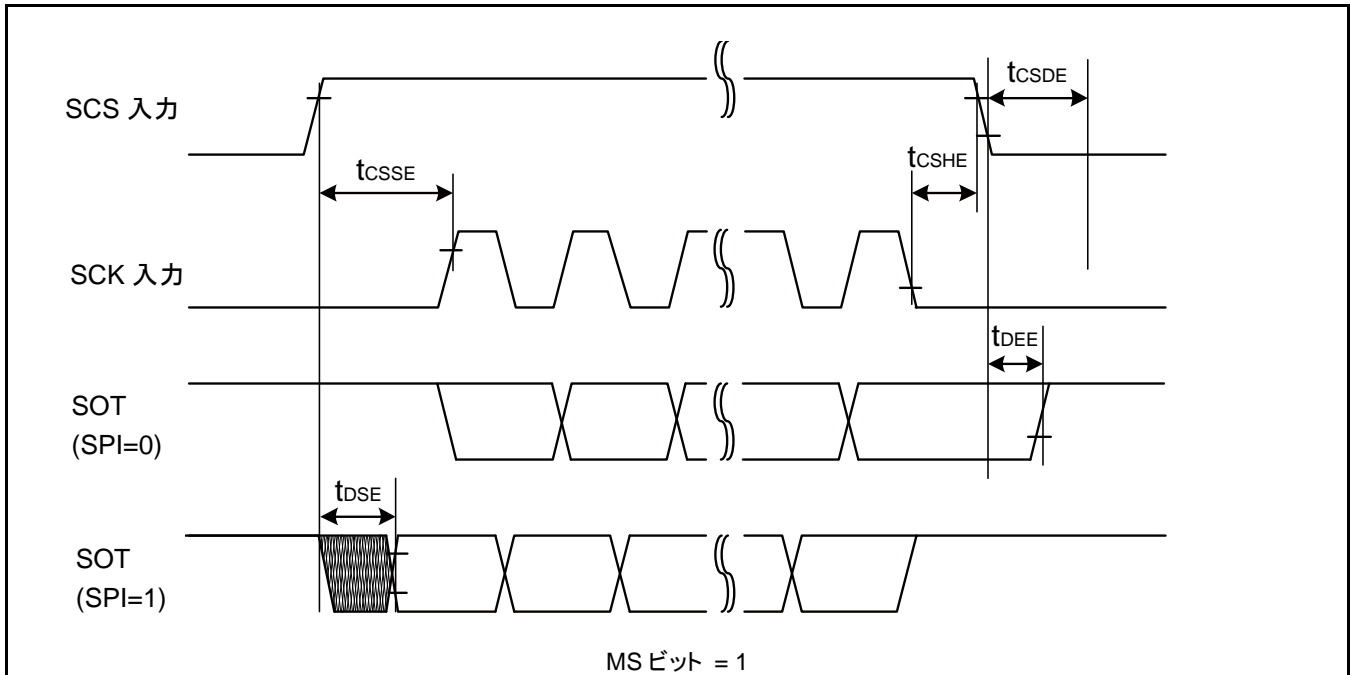 tCSDE
SCS 入力
tCSHE
tCSSE
SCK 入力
tDEE
SOT
(SPI=0)
tDSE
SOT
(SPI=1)
MS ビット = 1